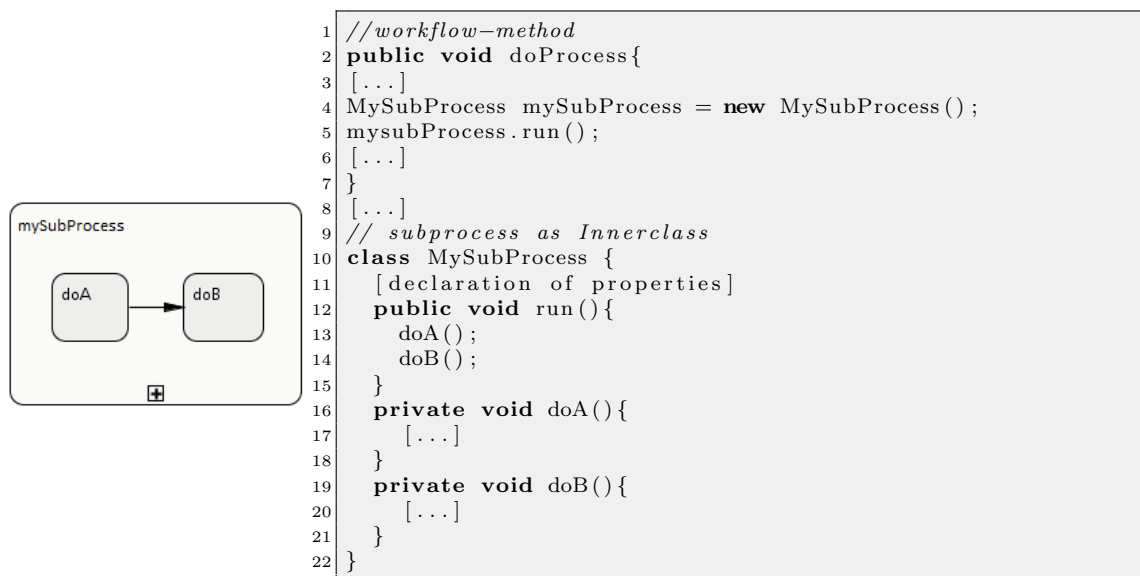 mySubProcess
doA
doB
1 //workflow−method
2 public void doProcess{
3 [...]
4 MySubProcess mySubProcess = new MySubProcess();
5 mysubProcess.run();
6 [...]
7 }
8 [...]
9 // subprocess as Innerclass
10 class MySubProcess {
11 [declaration of properties]
12 public void run(){
13 doA();
14 doB();
15 }
16 private void doA(){
17 [...]
18 }
19 private void doB(){
20 [...]
21 }
22 }